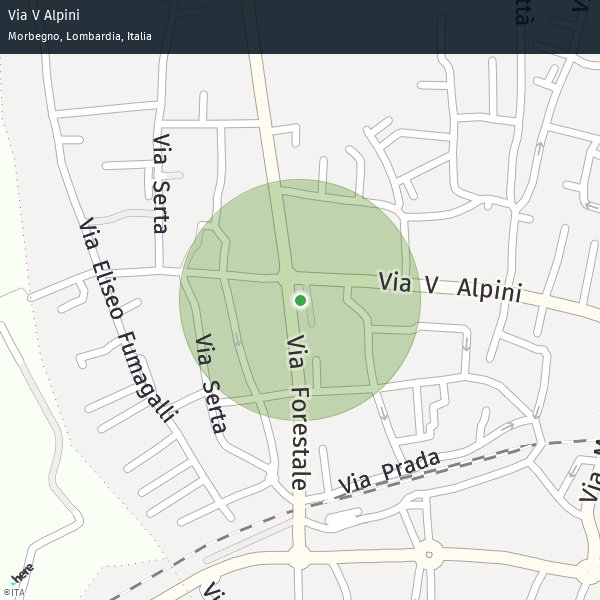 Via V Alpini
Morbegno, Lombardia, Italia
ttà
V
Via Serta
Via Eliseo Fumagalli
Via V Alpini
Via Serta
Via Forestale
Via Prada
Via M
Vi
here
©ITA